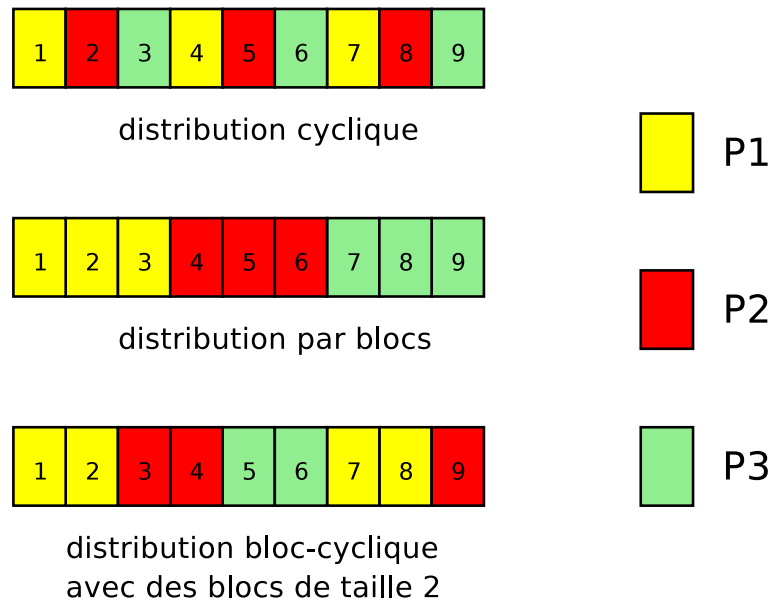 1 2 3 4 5 6 7 8 9
distribution cyclique
P1
1 2 3 4 5 6 7 8 9
distribution par blocs
P2
1 2 3 4 5 6 7 8 9
P3
distribution bloc-cyclique
avec des blocs de taille 2